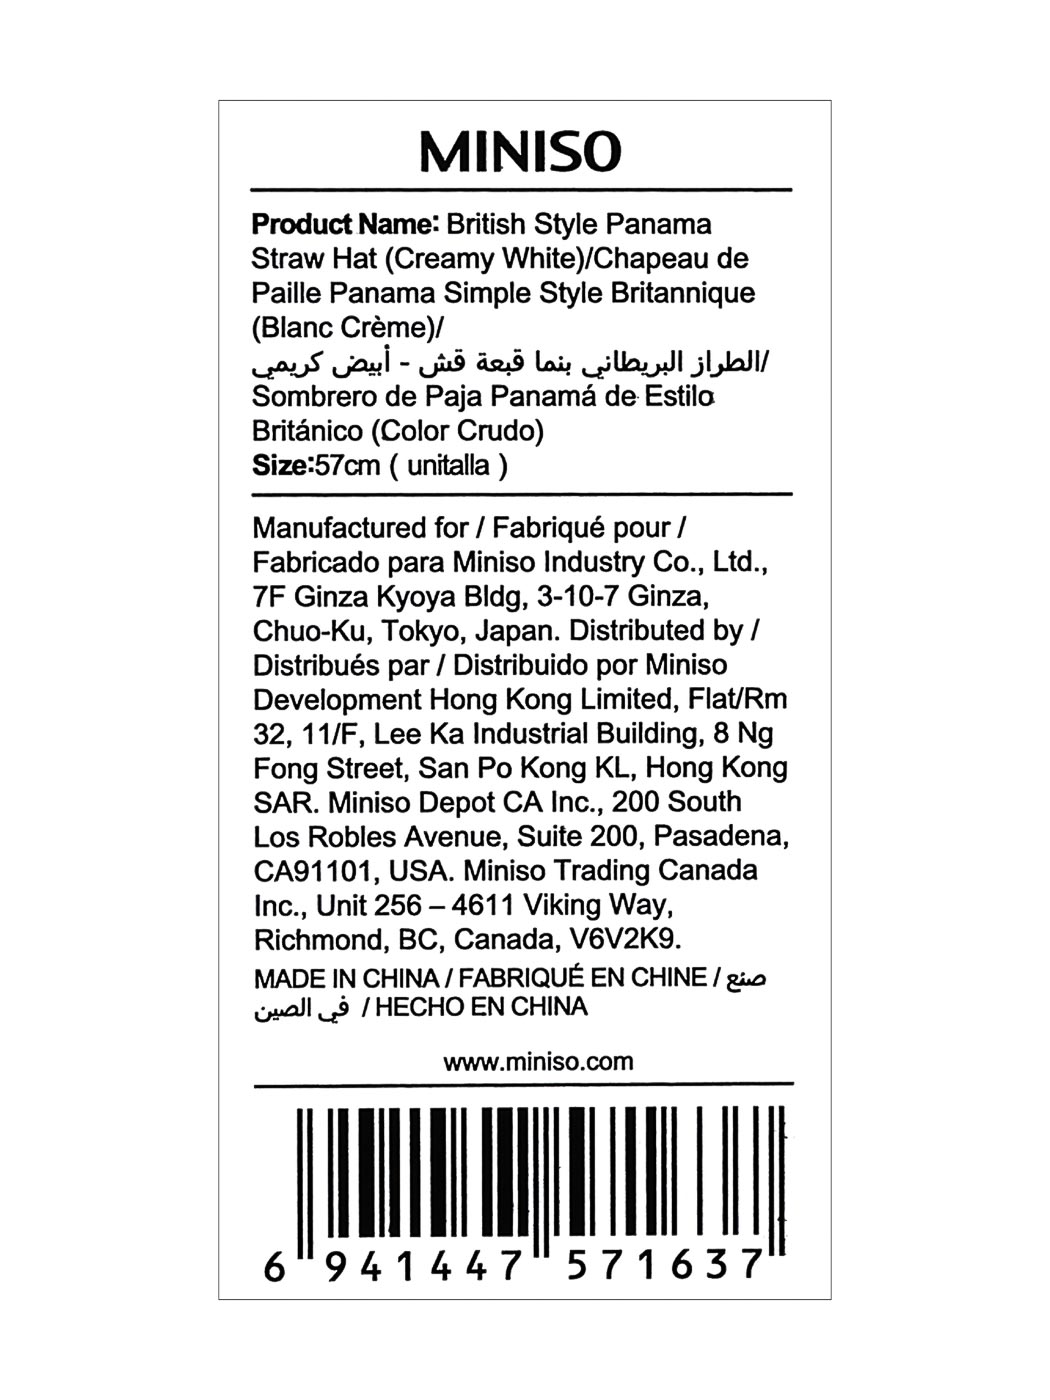 MINISO
Product Name: British Style Panama
Straw Hat (Creamy White)/Chapeau de
Paille Panama Simple Style Britannique
(Blanc Crème)/
الطراز البريطاني بنما قبعة قش - أبيض كريمي/
Sombrero de Paja Panamá de Estilo
Británico (Color Crudo)
Size:57cm ( unitalla )
Manufactured for / Fabriqué pour /
Fabricado para Miniso Industry Co., Ltd.,
7F Ginza Kyoya Bldg, 3-10-7 Ginza,
Chuo-Ku, Tokyo, Japan. Distributed by /
Distribués par / Distribuido por Miniso
Development Hong Kong Limited, Flat/Rm
32, 11/F, Lee Ka Industrial Building, 8 Ng
Fong Street, San Po Kong KL, Hong Kong
SAR. Miniso Depot CA Inc., 200 South
Los Robles Avenue, Suite 200, Pasadena,
CA91101, USA. Miniso Trading Canada
Inc., Unit 256 – 4611 Viking Way,
Richmond, BC, Canada, V6V2K9.
MADE IN CHINA / FABRIQUÉ EN CHINE / صنع
في الصين / HECHO EN CHINA
www.miniso.com
6 941447 571637